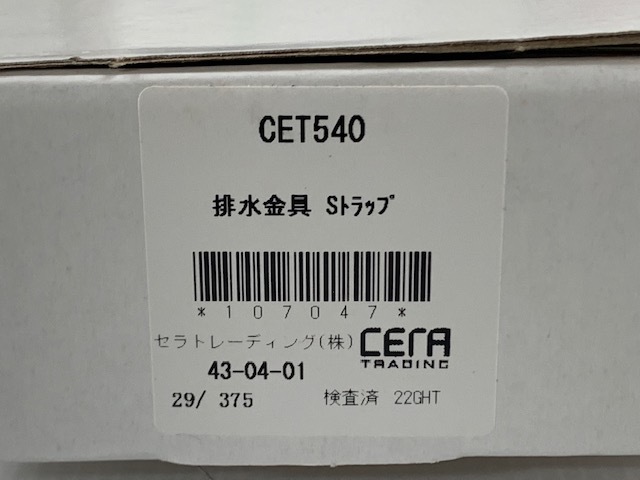 CET540
排水金具 Sﾄﾗｯﾌﾟ
*107047*
セラトレーディング(株) CERA
TRADING
43-04-01
29/ 375 検査済 22GHT